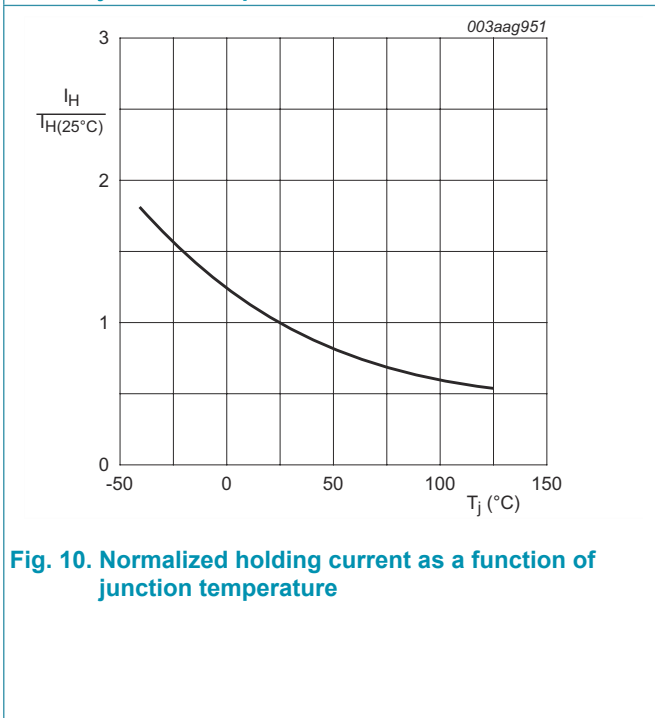 003aag951
3
I_H
I_H(25°C)
2
1
0
-50 0 50 100 150
T_j (°C)
Fig. 10. Normalized holding current as a function of
junction temperature